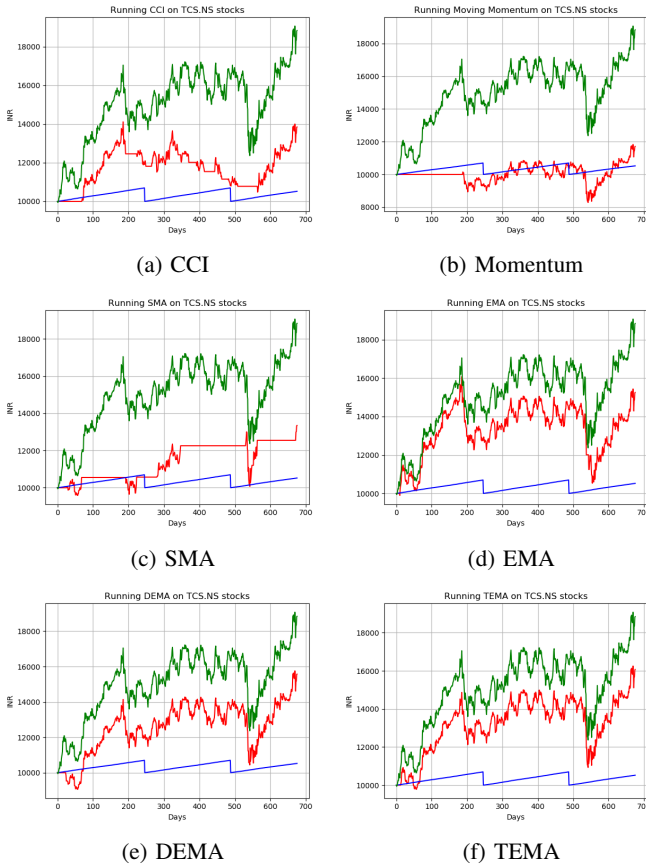 Running CCI on TCS.NS stocks
INR
18000
16000
14000
12000
10000
0 100 200 300 400 500 600 700
Days
(a) CCI
Running Moving Momentum on TCS.NS stocks
INR
18000
16000
14000
12000
10000
8000
0 100 200 300 400 500 600 700
Days
(b) Momentum
Running SMA on TCS.NS stocks
INR
18000
16000
14000
12000
10000
0 100 200 300 400 500 600 700
Days
(c) SMA
Running EMA on TCS.NS stocks
INR
18000
16000
14000
12000
10000
0 100 200 300 400 500 600 700
Days
(d) EMA
Running DEMA on TCS.NS stocks
INR
18000
16000
14000
12000
10000
0 100 200 300 400 500 600 700
Days
(e) DEMA
Running TEMA on TCS.NS stocks
INR
18000
16000
14000
12000
10000
0 100 200 300 400 500 600 700
Days
(f) TEMA